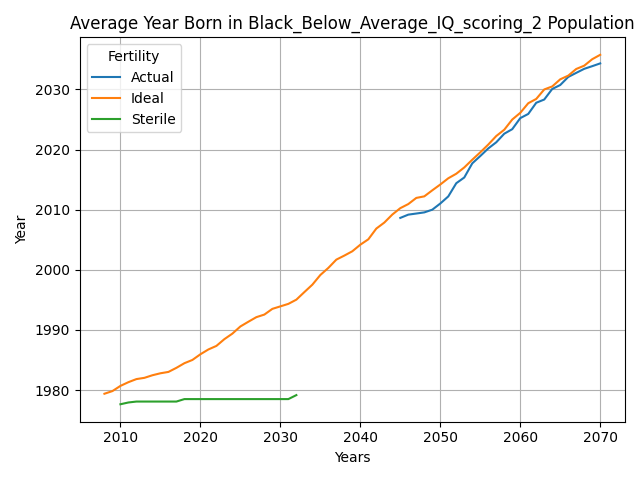 Average Year Born in Black_Below_Average_IQ_scoring_2 Population
Fertility
Actual
Ideal
Sterile
Year
2030
2020
2010
2000
1990
1980
2010 2020 2030 2040 2050 2060 2070
Years